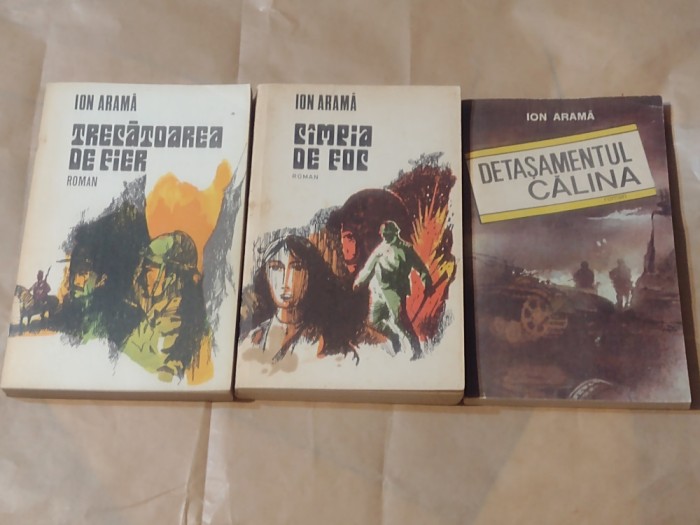 ION ARAMĂ
TRECĂTOAREA
DE FIER
ROMAN
ION ARAMĂ
CÎMPIA
DE FOC
ROMAN
ION ARAMĂ
DETAȘAMENTUL
CĂLINA